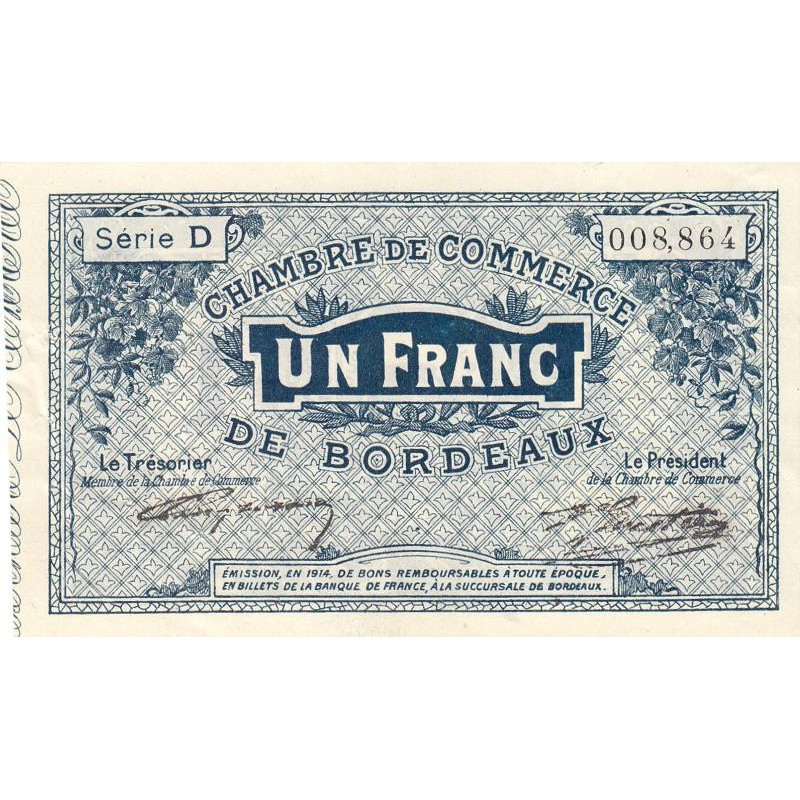 Série D
008,864
CHAMBRE DE COMMERCE
UN FRANC
DE BORDEAUX
Le Trésorier
Membre de la Chambre de Commerce
Le Président
de la Chambre de Commerce
ÉMISSION, EN 1914, DE BONS REMBOURSABLES À TOUTE ÉPOQUE,
EN BILLETS DE LA BANQUE DE FRANCE, À LA SUCCURSALE DE BORDEAUX.